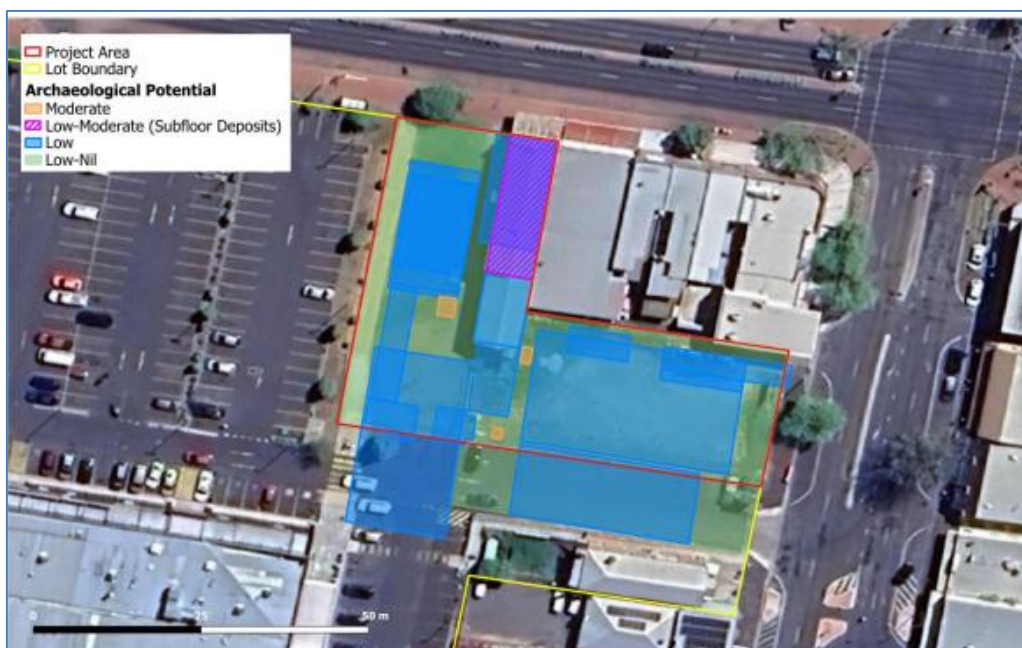 Project Area
Lot Boundary
Archaeological Potential
Moderate
Low-Moderate (Subfloor Deposits)
Low
Low-Nil
0 25 50 m